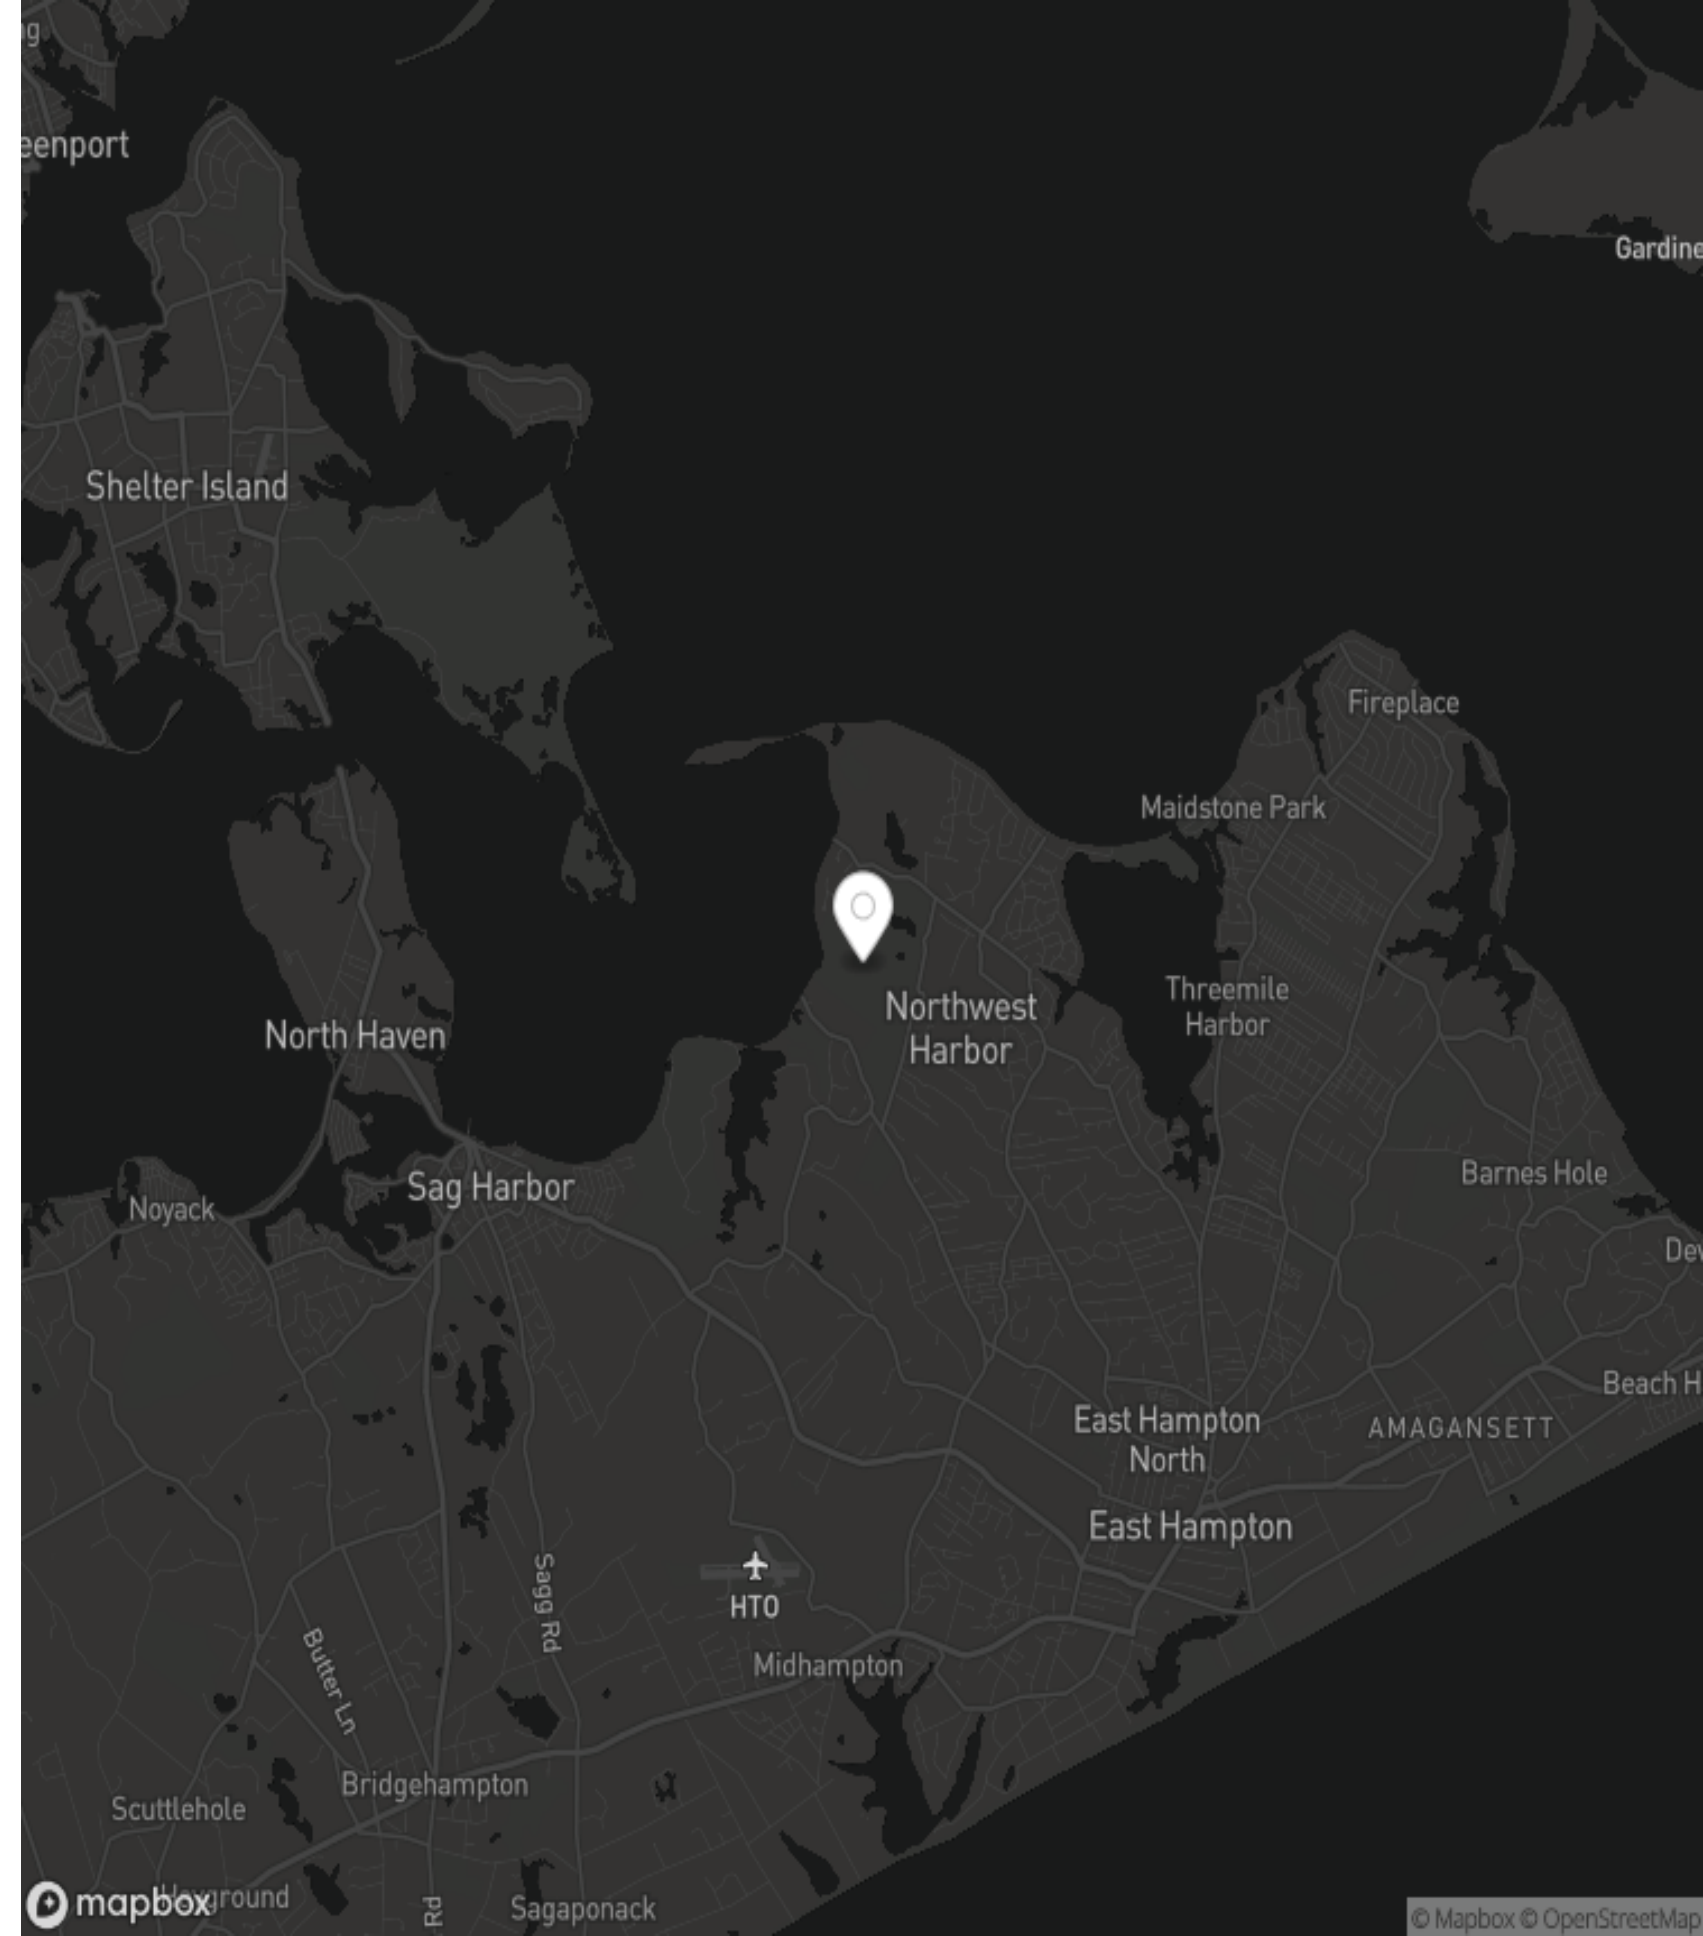 ng
eenport
Gardine
Shelter Island
Fireplace
Maidstone Park
Threemile
Harbor
Northwest
Harbor
North Haven
Sag Harbor
Noyack
Barnes Hole
Dev
Beach H
East Hampton
North
AMAGANSETT
East Hampton
HTO
Sagg Rd
Butter Ln
Midhampton
Bridgehampton
Scuttlehole
Hayground
mapbox
Rd
Sagaponack
© Mapbox © OpenStreetMap